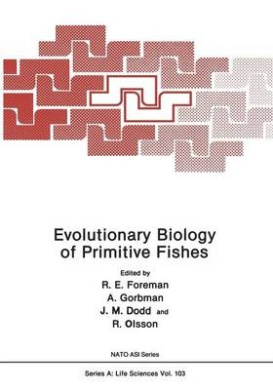 Evolutionary Biology
of Primitive Fishes
Edited by
R. E. Foreman
A. Gorbman
J. M. Dodd and
R. Olsson
NATO ASI Series
Series A: Life Sciences Vol. 103